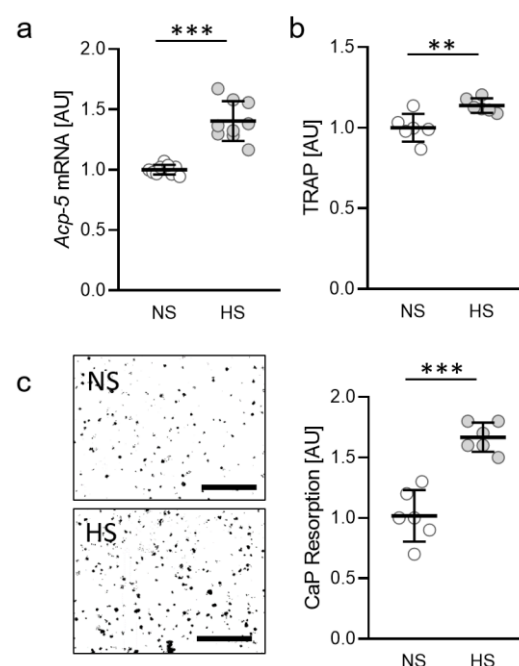 a
***
2.0
1.5
1.0
0.5
0.0
Acp-5 mRNA [AU]
NS
HS
b
**
1.5
1.0
0.5
0.0
TRAP [AU]
NS
HS
c
NS
HS
***
2.0
1.5
1.0
0.5
0.0
CaP Resorption [AU]
NS
HS